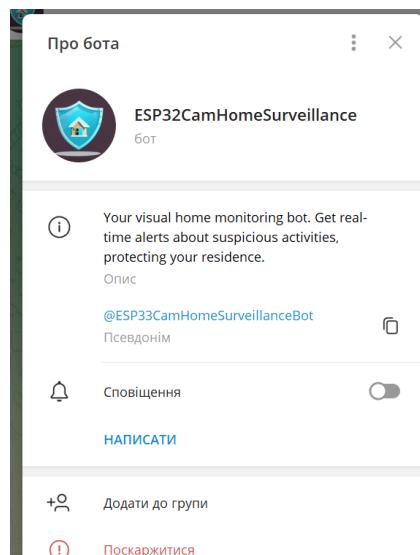 Про бота
ESP32CamHomeSurveillance
бот
Your visual home monitoring bot. Get real-
time alerts about suspicious activities,
protecting your residence.
Опис
@ESP33CamHomeSurveillanceBot
Псевдонім
Сповіщення
НАПИСАТИ
Додати до групи
Поскаржитися